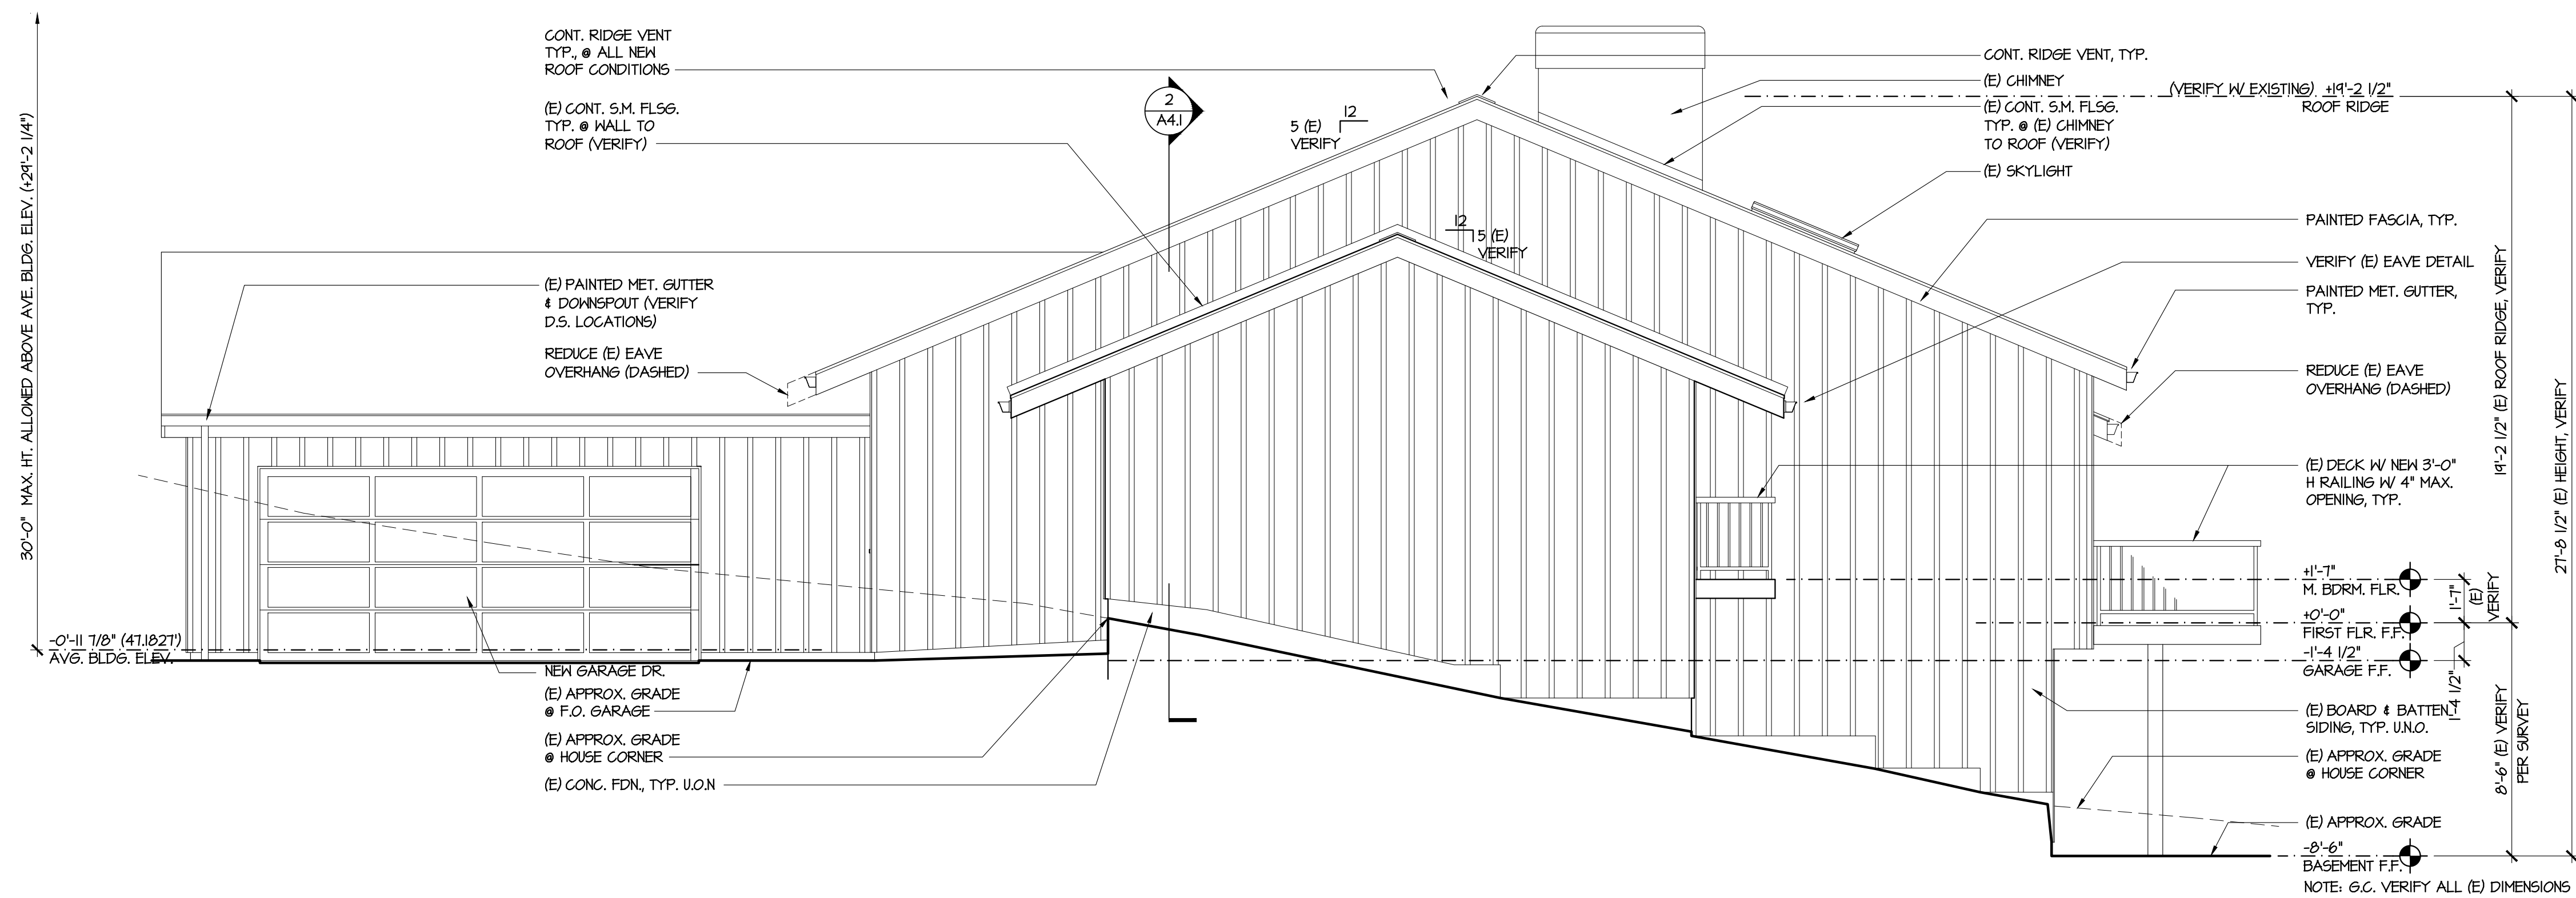 30'-0" MAX. HT. ALLOWED ABOVE AVE. BLDG. ELEV. (+29'-2 1/4")
-0'-11 7/8" (47.1827')
AVG. BLDG. ELEV.
CONT. RIDGE VENT
TYP., @ ALL NEW
ROOF CONDITIONS
(E) CONT. S.M. FLSG.
TYP. @ WALL TO
ROOF (VERIFY)
(E) PAINTED MET. GUTTER
& DOWNSPOUT (VERIFY
D.S. LOCATIONS)
REDUCE (E) EAVE
OVERHANG (DASHED)
NEW GARAGE DR.
(E) APPROX. GRADE
@ F.O. GARAGE
(E) APPROX. GRADE
@ HOUSE CORNER
(E) CONC. FDN., TYP. U.O.N
2
A4.1
12
5 (E)
VERIFY
12
5 (E)
VERIFY
CONT. RIDGE VENT, TYP.
(E) CHIMNEY
(E) CONT. S.M. FLSG.
TYP. @ (E) CHIMNEY
TO ROOF (VERIFY)
(E) SKYLIGHT
(VERIFY W/ EXISTING) +19'-2 1/2"
ROOF RIDGE
PAINTED FASCIA, TYP.
VERIFY (E) EAVE DETAIL
PAINTED MET. GUTTER,
TYP.
REDUCE (E) EAVE
OVERHANG (DASHED)
(E) DECK W/ NEW 3'-0"
H RAILING W/ 4" MAX.
OPENING, TYP.
+1'-7"
M. BDRM. FLR.
+0'-0"
FIRST FLR. F.F.
-1'-4 1/2"
GARAGE F.F.
(E) BOARD & BATTEN
SIDING, TYP. U.N.O.
(E) APPROX. GRADE
@ HOUSE CORNER
(E) APPROX. GRADE
-8'-6"
BASEMENT F.F.
NOTE: G.C. VERIFY ALL (E) DIMENSIONS
1'-7"
(E)
VERIFY
1'-4 1/2"
19'-2 1/2" (E) ROOF RIDGE, VERIFY
8'-6" (E) VERIFY
PER SURVEY
27'-8 1/2" (E) HEIGHT, VERIFY